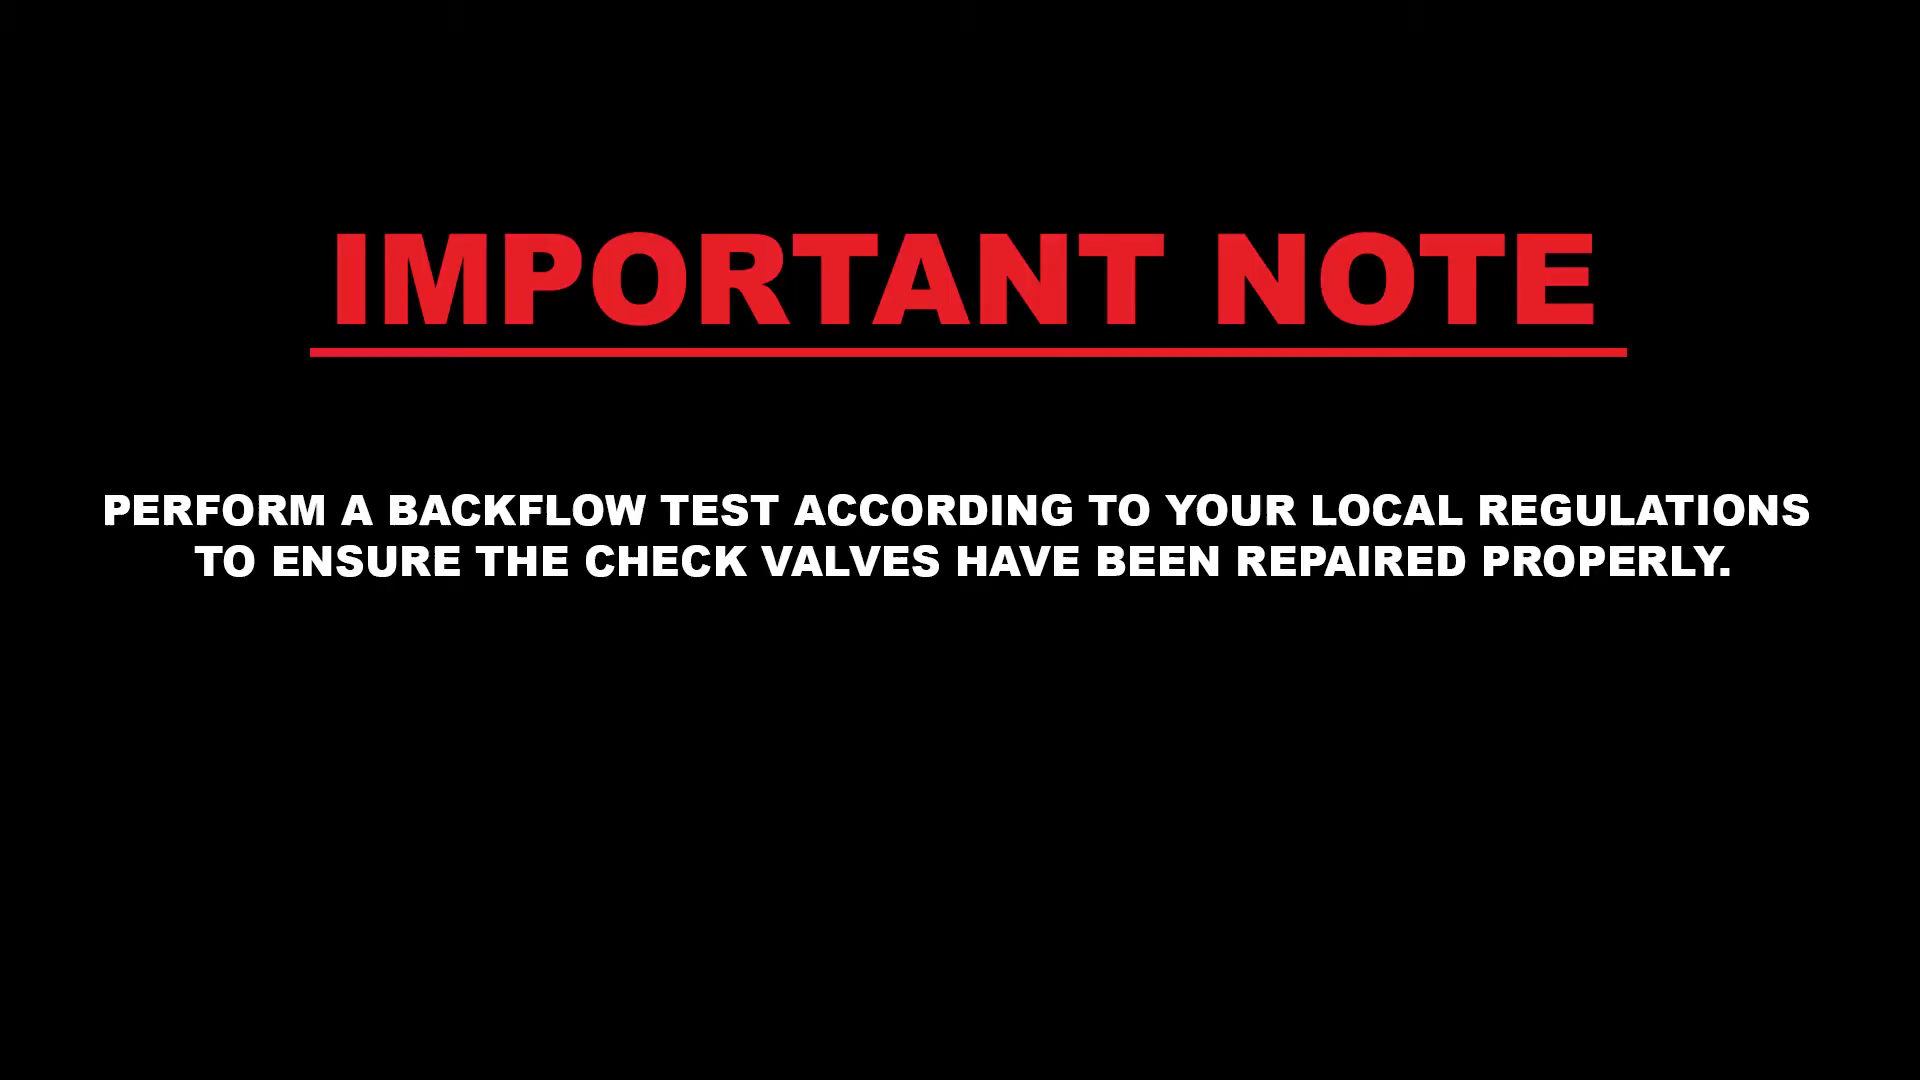 IMPORTANT NOTE
PERFORM A BACKFLOW TEST ACCORDING TO YOUR LOCAL REGULATIONS
TO ENSURE THE CHECK VALVES HAVE BEEN REPAIRED PROPERLY.